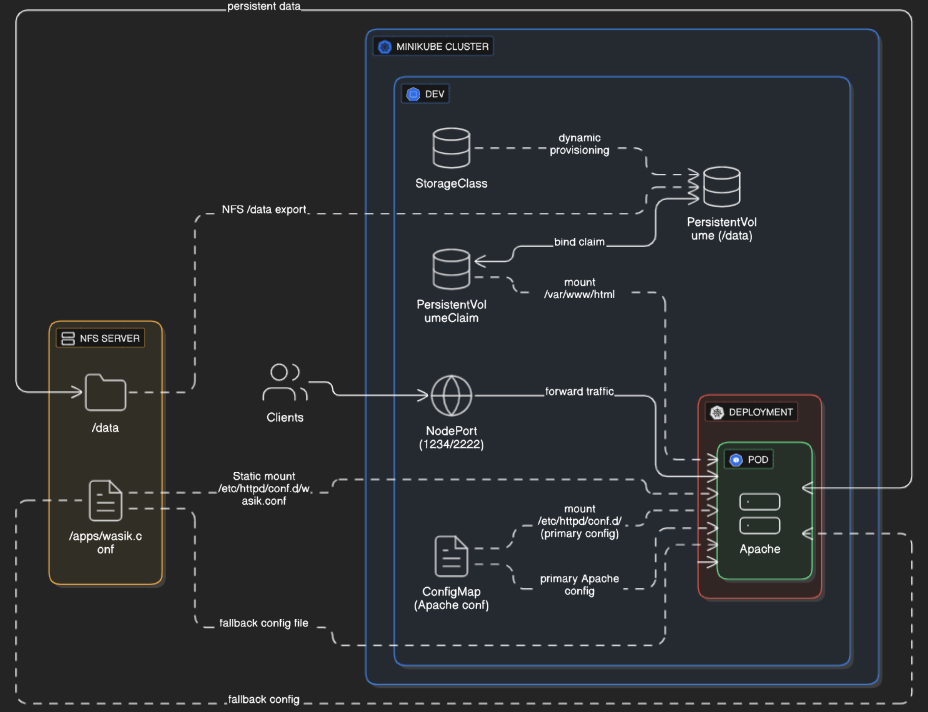 persistent data
MINIKUBE CLUSTER
DEV
dynamic
provisioning
StorageClass
NFS /data export
PersistentVol
ume (/data)
bind claim
mount
/var/www/html
PersistentVol
umeClaim
NFS SERVER
/data
Clients
forward traffic
NodePort
(1234/2222)
DEPLOYMENT
POD
Apache
Static mount
/etc/httpd/conf.d/w
asik.conf
/apps/wasik.c
onf
mount
/etc/httpd/conf.d/
(primary config)
ConfigMap
(Apache conf)
primary Apache
config
fallback config file
fallback config